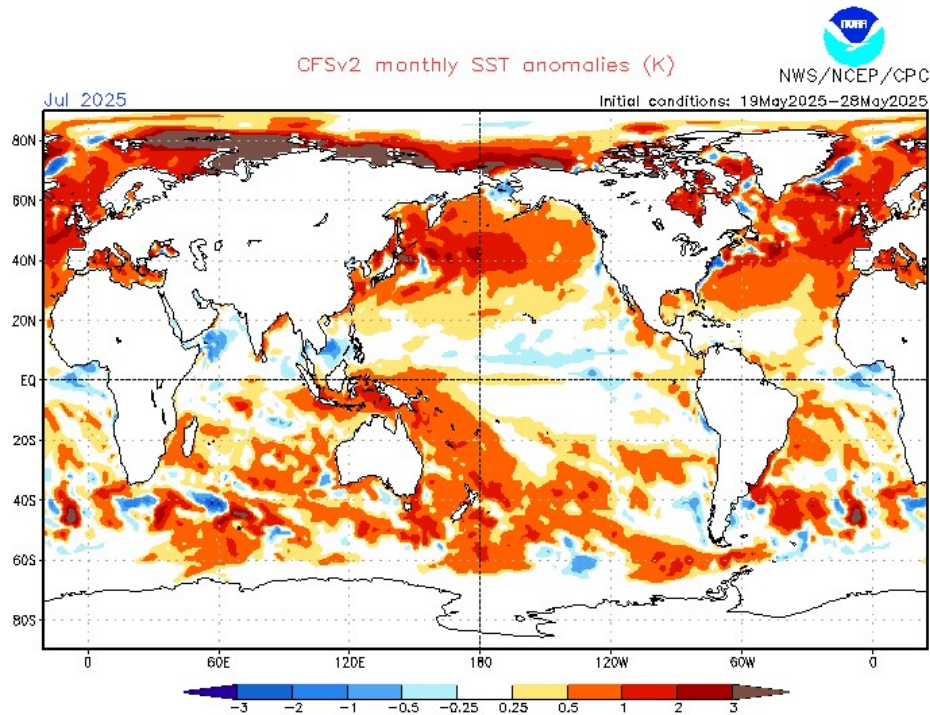 NOAA
CFSv2 monthly SST anomalies (K)
NWS/NCEP/CPC
Jul 2025
Initial conditions: 19May2025-28May2025
80N
60N
40N
20N
EQ
20S
40S
60S
80S
0 60E 120E 180 120W 60W 0
-3 -2 -1 -0.5 -0.25 0.25 0.5 1 2 3